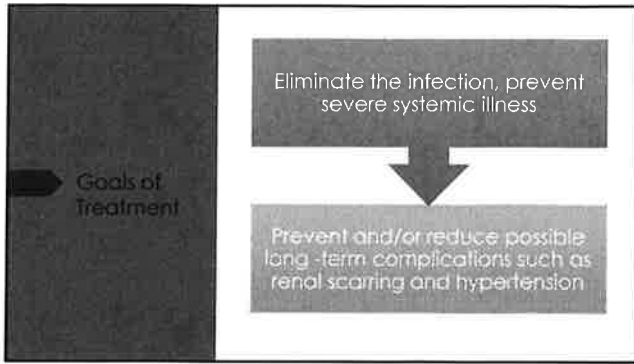 Goals of
Treatment
Eliminate the infection, prevent
severe systemic illness
Prevent and/or reduce possible
long -term complications such as
renal scarring and hypertension